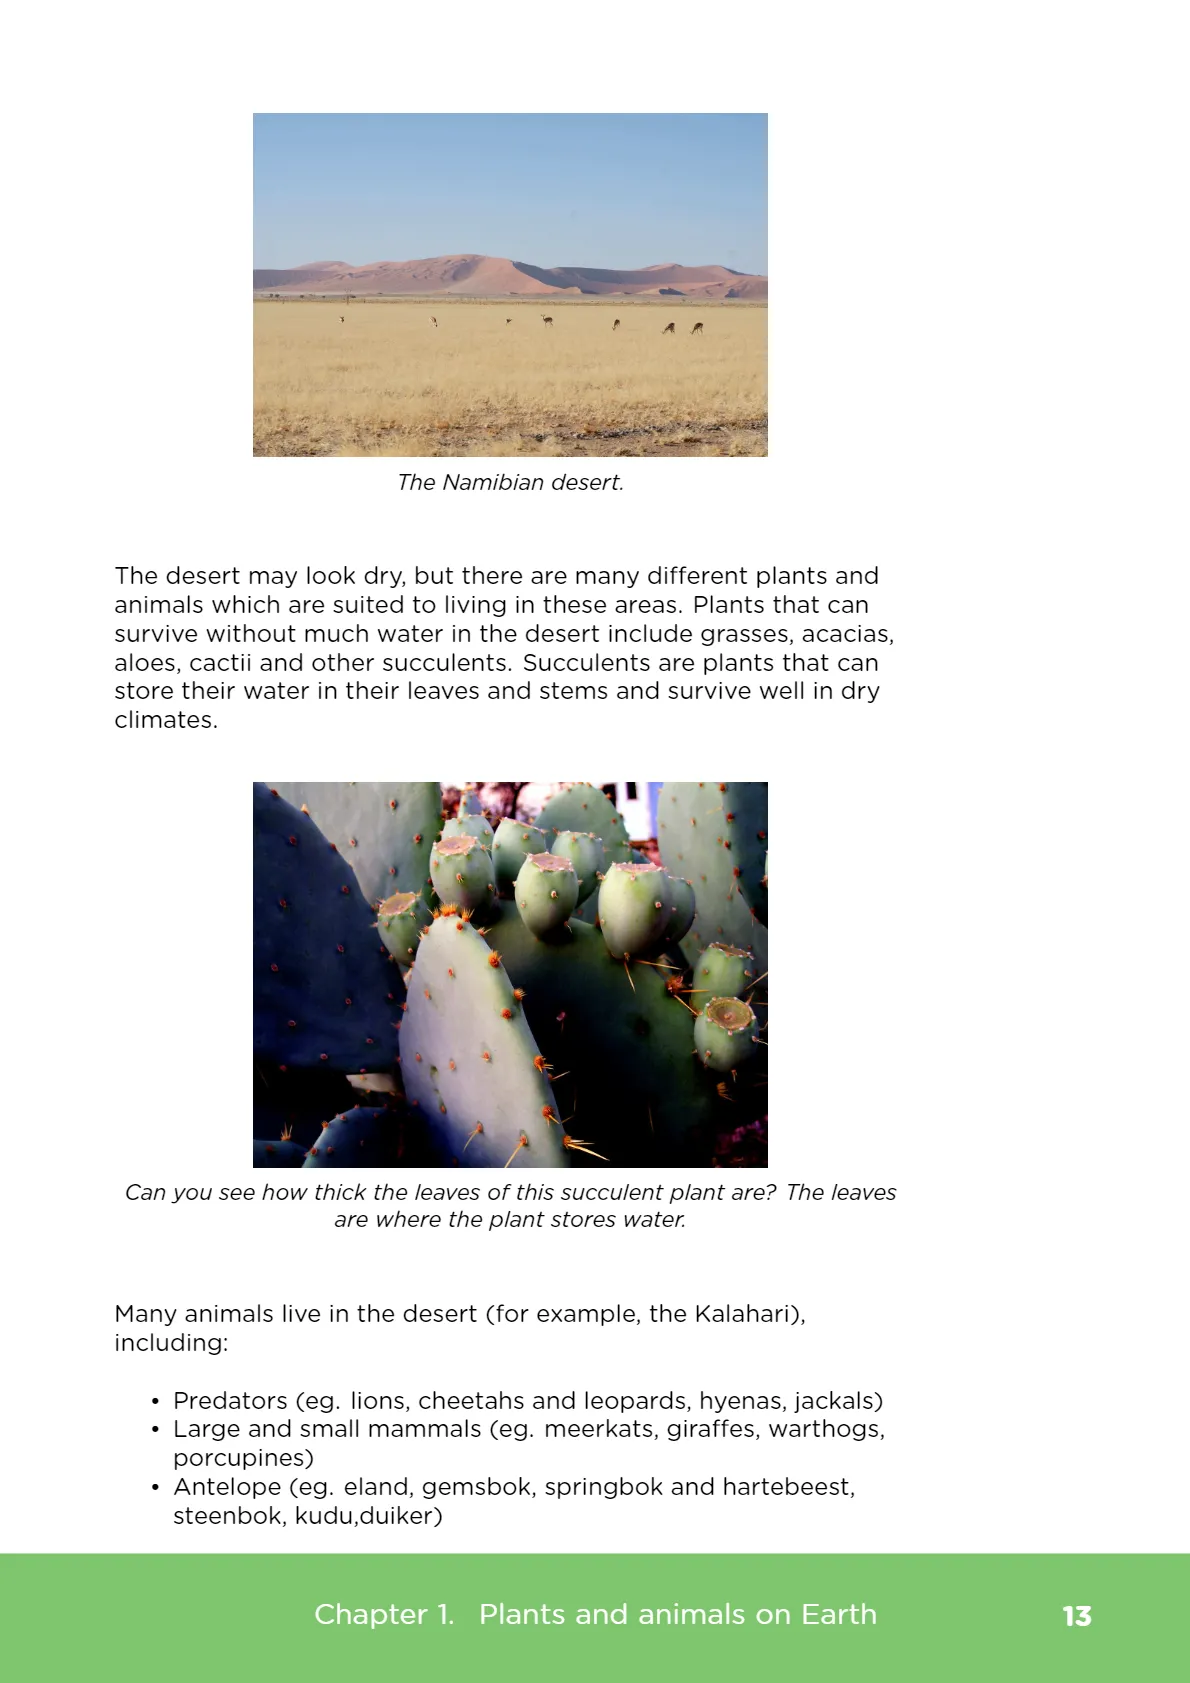 The Namibian desert.
The desert may look dry, but there are many different plants and
animals which are suited to living in these areas. Plants that can
survive without much water in the desert include grasses, acacias,
aloes, cactii and other succulents. Succulents are plants that can
store their water in their leaves and stems and survive well in dry
climates.
Can you see how thick the leaves of this succulent plant are? The leaves
are where the plant stores water.
Many animals live in the desert (for example, the Kalahari),
including:
• Predators (eg. lions, cheetahs and leopards, hyenas, jackals)
• Large and small mammals (eg. meerkats, giraffes, warthogs,
porcupines)
• Antelope (eg. eland, gemsbok, springbok and hartebeest,
steenbok, kudu,duiker)
Chapter 1. Plants and animals on Earth 13